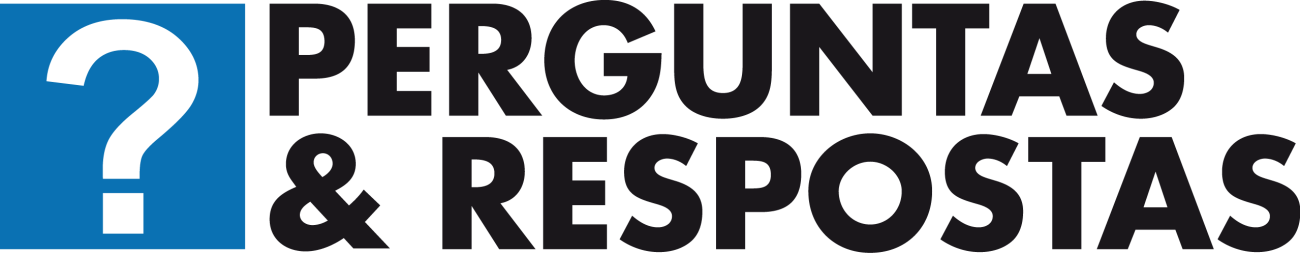 ?
PERGUNTAS
& RESPOSTAS